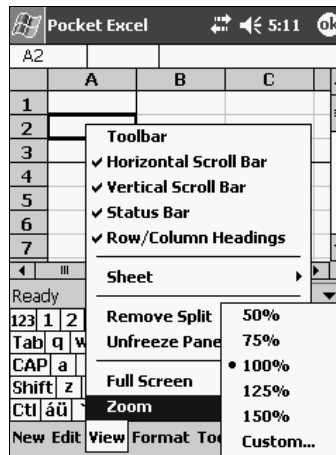 Pocket Excel 5:11 ok
A2
A B C
1
2
3
4
5
6
7
Toolbar
Horizontal Scroll Bar
Vertical Scroll Bar
Status Bar
Row/Column Headings
Sheet
Remove Split
Unfreeze Pane
Full Screen
Zoom
50%
75%
100%
125%
150%
Custom...
Ready
123 1 2
Tab q w
CAP a
Shift z
Ctl áü
New Edit View Format Too